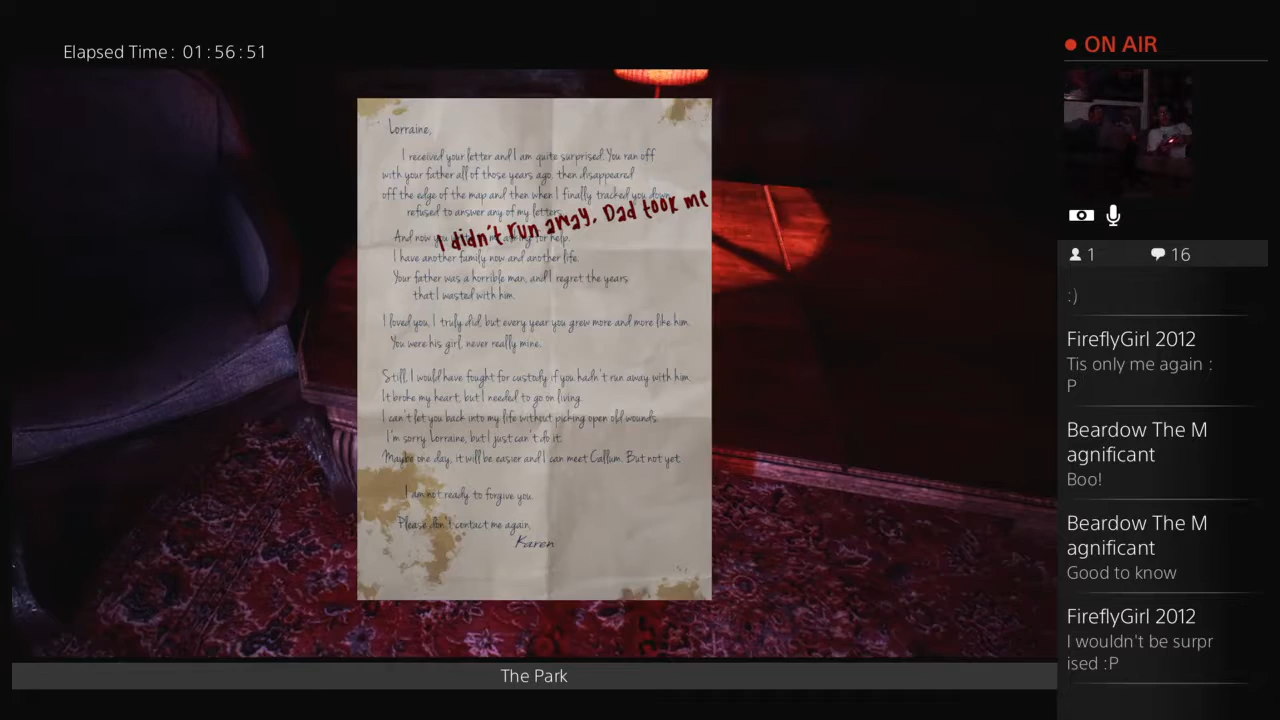 Elapsed Time: 01:56:51
ON AIR
1
16
:)
FireflyGirl 2012
Tis only me again :
P
Beardow The M
agnificant
Boo!
Beardow The M
agnificant
Good to know
FireflyGirl 2012
I wouldn't be surpr
ised :P
Lorraine,
I received your letter and I am quite surprised. You ran off
with your father all of those years ago, then disappeared
off the edge of the map and then when I finally tracked you down
refused to answer any of my letters.
I didn't run away, Dad took me
And now you for help.
I have another family now and another life.
Your father was a horrible man, and I regret the years
that I wasted with him.
I loved you, I truly did, but every year you grew more and more like him.
You were his girl, never really mine.
Still, I would have fought for custody if you hadn't run away with him
It broke my heart, but I needed to go on living.
I can't let you back into my life without picking open old wounds.
I'm sorry Lorraine, but I just can't do it.
Maybe one day, it will be easier and I can meet Callum. But not yet
I am not ready to forgive you.
Please don't contact me again,
Karen
The Park